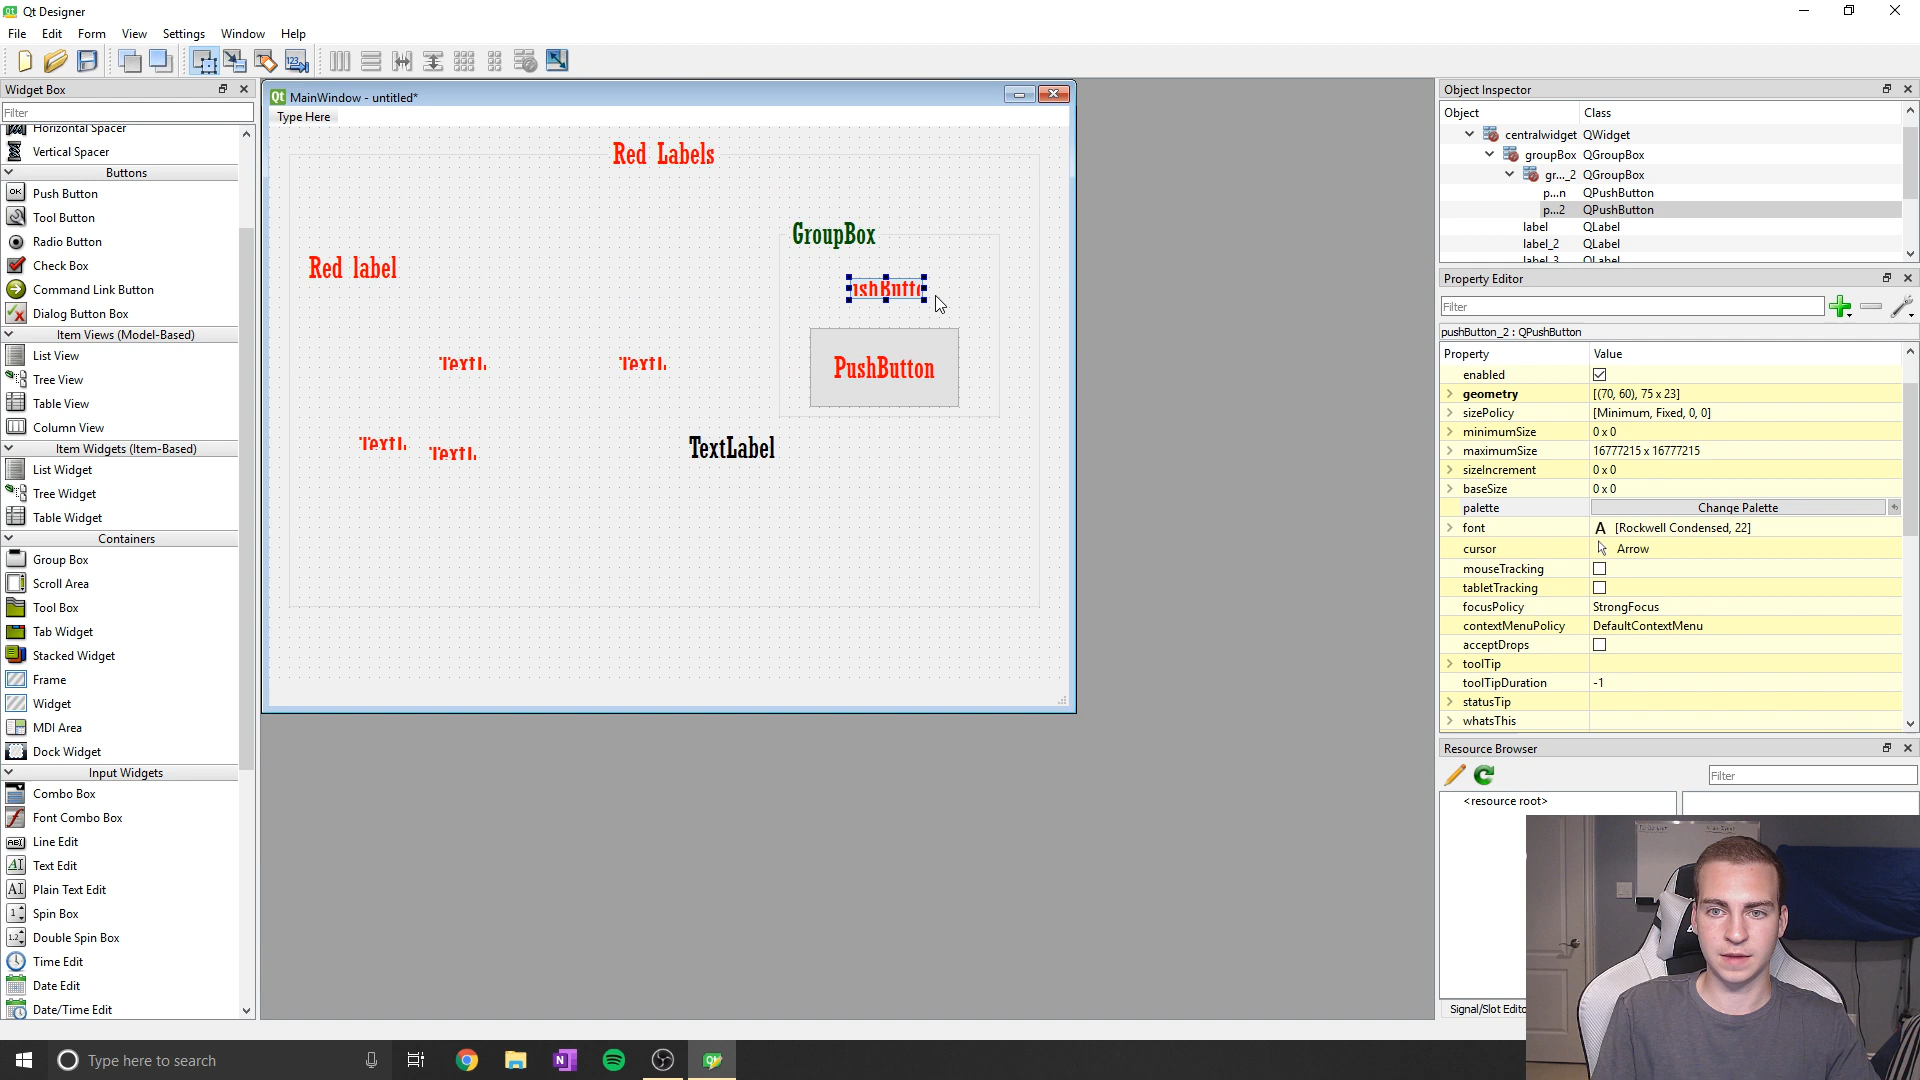 Qt Designer
File Edit Form View Settings Window Help
Widget Box
Filter
Horizontal Spacer
Vertical Spacer
Buttons
Push Button
Tool Button
Radio Button
Check Box
Command Link Button
Dialog Button Box
Item Views (Model-Based)
List View
Tree View
Table View
Column View
Item Widgets (Item-Based)
List Widget
Tree Widget
Table Widget
Containers
Group Box
Scroll Area
Tool Box
Tab Widget
Stacked Widget
Frame
Widget
MDI Area
Dock Widget
Input Widgets
Combo Box
Font Combo Box
Line Edit
Text Edit
Plain Text Edit
Spin Box
Double Spin Box
Time Edit
Date Edit
Date/Time Edit
MainWindow - untitled*
Type Here
Red Labels
GroupBox
Red label
PushButton
TextLabel
Object Inspector
Object Class
centralwidget QWidget
groupBox QGroupBox
gr..._2 QGroupBox
p...n QPushButton
p...2 QPushButton
label QLabel
label_2 QLabel
label_3 QLabel
Property Editor
Filter
pushButton_2 : QPushButton
Property Value
enabled
geometry [(70, 60), 75 x 23]
sizePolicy [Minimum, Fixed, 0, 0]
minimumSize 0 x 0
maximumSize 16777215 x 16777215
sizeIncrement 0 x 0
baseSize 0 x 0
palette Change Palette
font A [Rockwell Condensed, 22]
cursor Arrow
mouseTracking
tabletTracking
focusPolicy StrongFocus
contextMenuPolicy DefaultContextMenu
acceptDrops
toolTip
toolTipDuration -1
statusTip
whatsThis
Resource Browser
Filter
<resource root>
Signal/Slot Edito
Type here to search